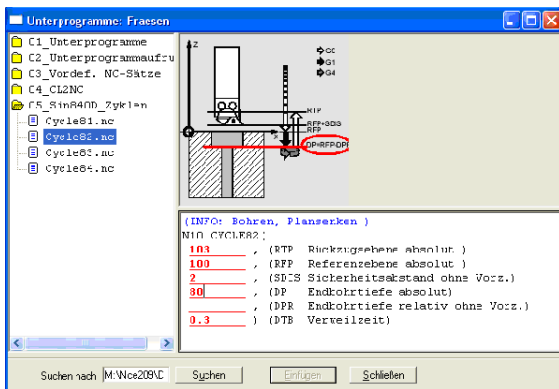 Unterprogramme: Fraesen
C1_Unterprogramme
C2_Unterprogrammaufru
C3_Vordef. NC-Sätze
C4_CL2NC
C5_Sin840D_Zyklen
Cycle81.nc
Cycle82.nc
Cycle83.nc
Cycle84.nc
Z
G0
G1
G4
RTP
RFP+SDIS
RFP
DP=RFP-DPR
(INFO: Bohren, Plansenken )
N10 CYCLE82(
103 , (RTP Rückzugsebene absolut )
100 , (RFP Referenzebene absolut )
2 , (SDIS Sicherheitsabstand ohne Vorz.)
80 , (DP Endbohrtiefe absolut)
, (DPR Endbohrtiefe relativ ohne Vorz.)
0.3 ) (DTB Verweilzeit)
Suchen nach M:\Nce209\D Suchen Einfügen Schließen